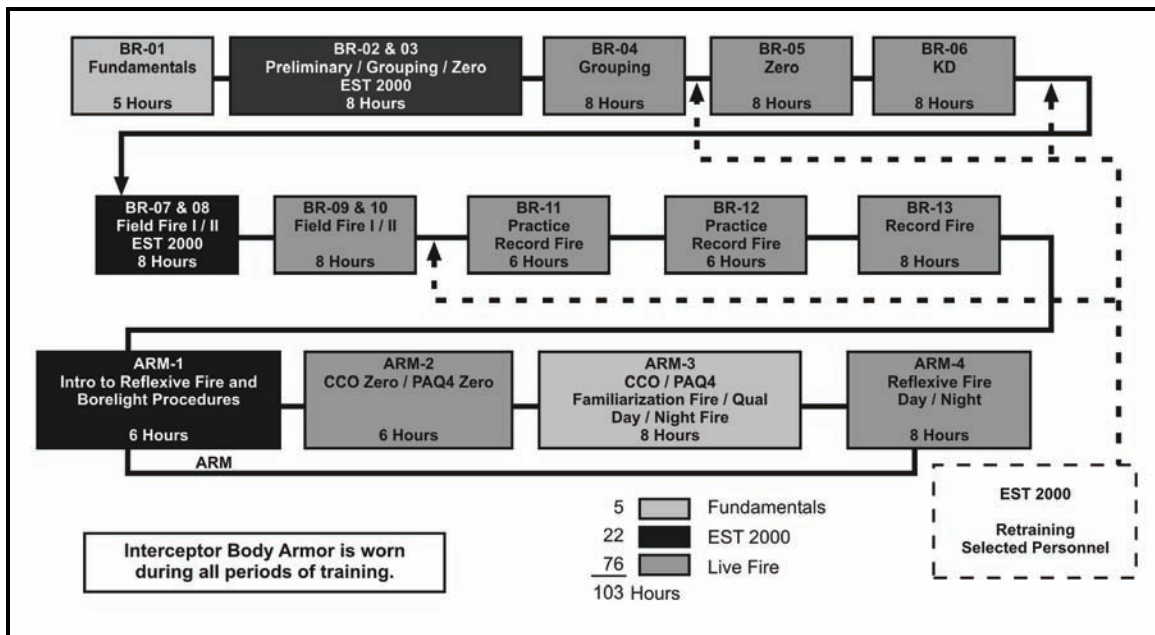 BR-01
Fundamentals
5 Hours
BR-02 & 03
Preliminary / Grouping / Zero
EST 2000
8 Hours
BR-04
Grouping
8 Hours
BR-05
Zero
8 Hours
BR-06
KD
8 Hours
BR-07 & 08
Field Fire I / II
EST 2000
8 Hours
BR-09 & 10
Field Fire I / II
8 Hours
BR-11
Practice
Record Fire
6 Hours
BR-12
Practice
Record Fire
6 Hours
BR-13
Record Fire
8 Hours
ARM-1
Intro to Reflexive Fire and
Borelight Procedures
6 Hours
ARM-2
CCO Zero / PAQ4 Zero
6 Hours
ARM-3
CCO / PAQ4
Familiarization Fire / Qual
Day / Night Fire
8 Hours
ARM-4
Reflexive Fire
Day / Night
8 Hours
ARM
EST 2000
Retraining
Selected Personnel
Interceptor Body Armor is worn
during all periods of training.
5 Fundamentals
22 EST 2000
76 Live Fire
103 Hours